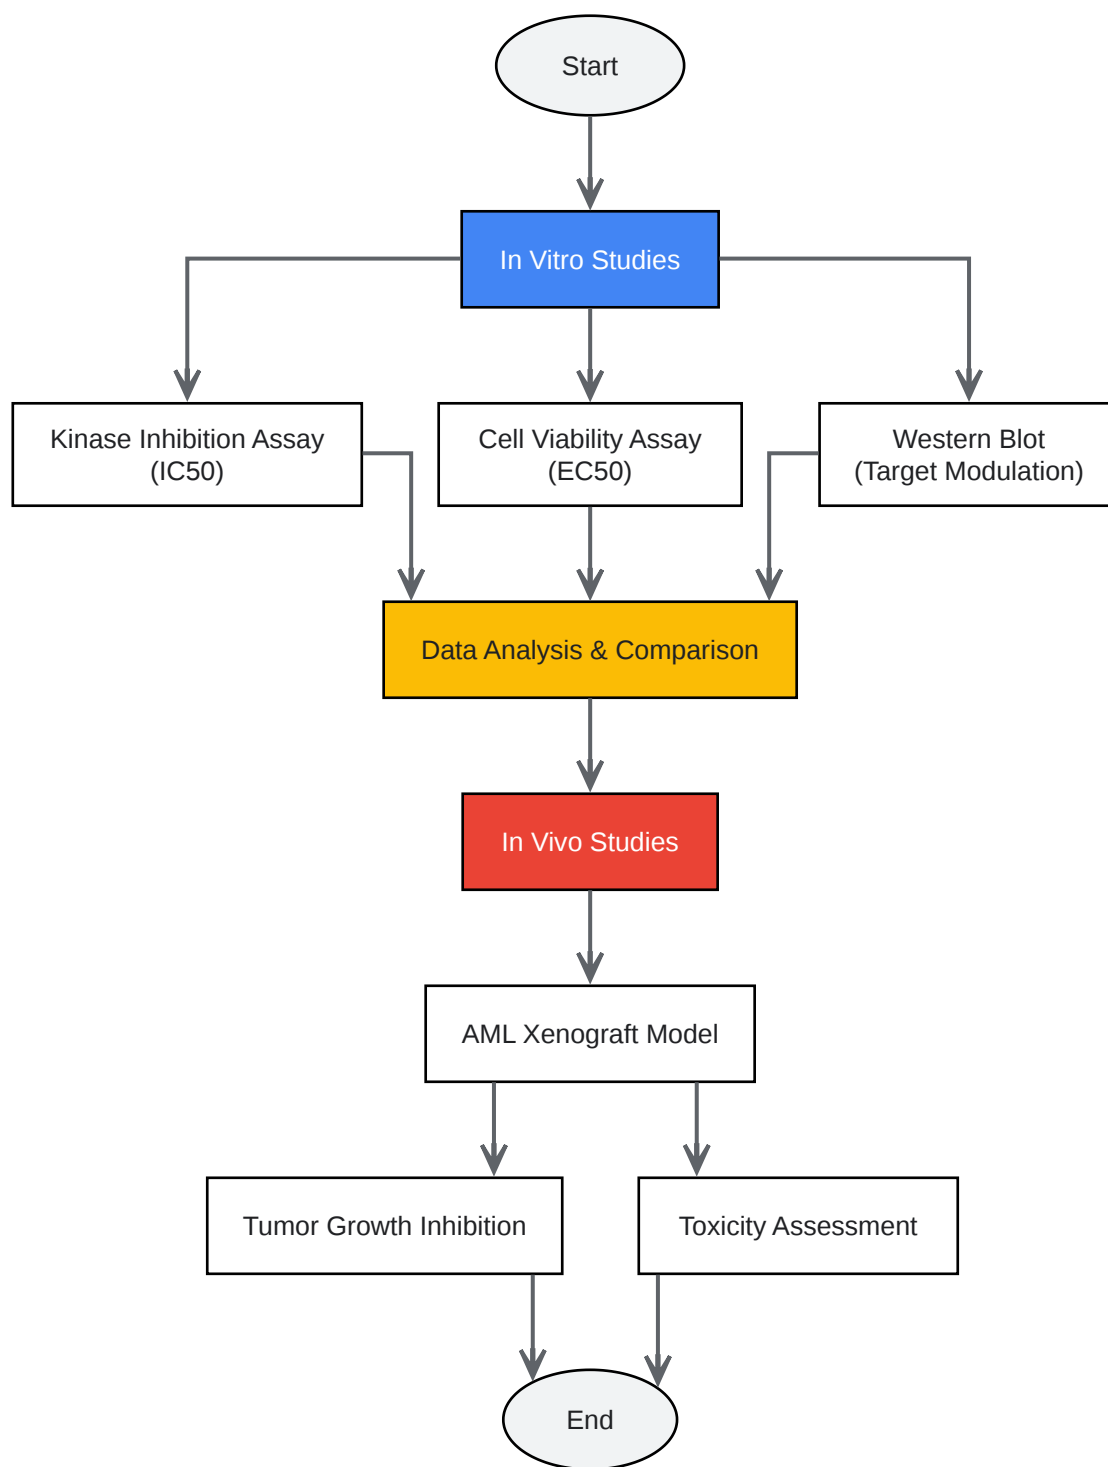 Start
In Vitro Studies
Kinase Inhibition Assay
(IC50)
Cell Viability Assay
(EC50)
Western Blot
(Target Modulation)
Data Analysis & Comparison
In Vivo Studies
AML Xenograft Model
Tumor Growth Inhibition
Toxicity Assessment
End